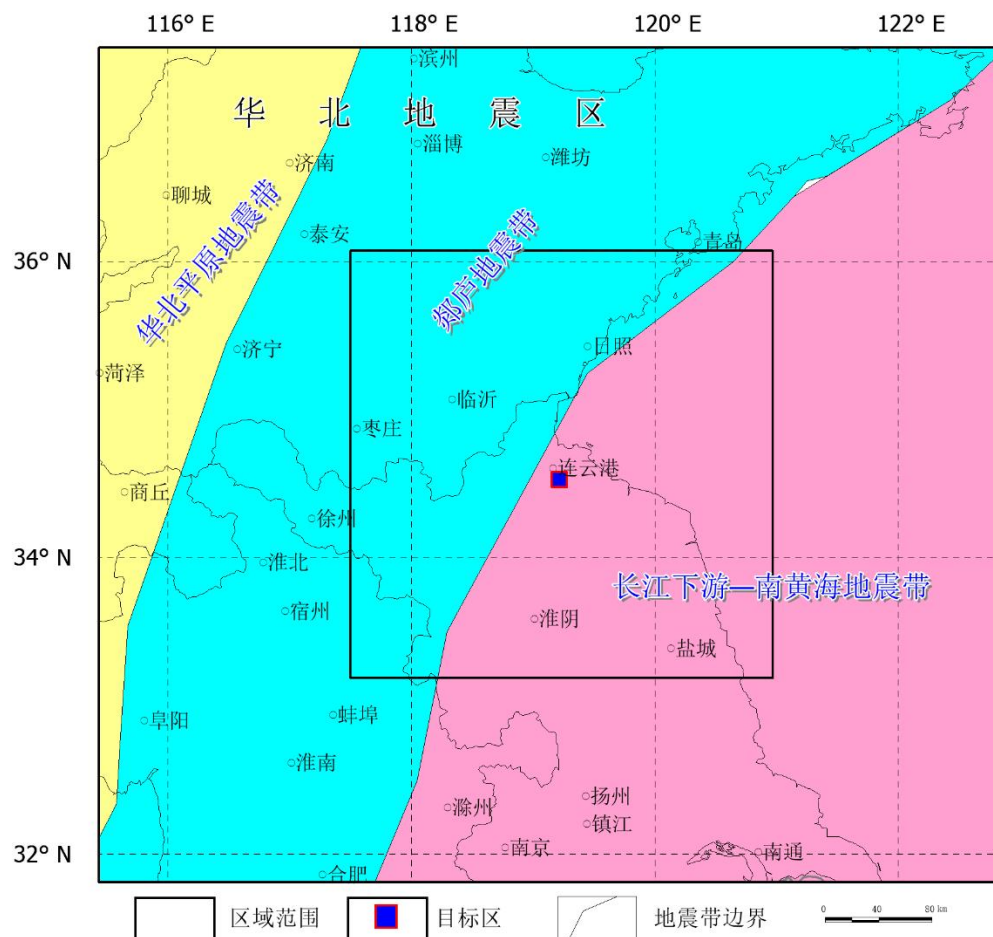 116° E 118° E 120° E 122° E
滨州
华北地震区
淄博
潍坊
济南
聊城
泰安
青岛
36° N
华北平原地震带
郯庐地震带
日照
济宁
菏泽
临沂
枣庄
连云港
商丘
徐州
34° N
淮北
长江下游—南黄海地震带
宿州
淮阴
盐城
阜阳
蚌埠
淮南
扬州
滁州
镇江
32° N
南京
南通
合肥
区域范围 目标区 地震带边界
0 40 80 km